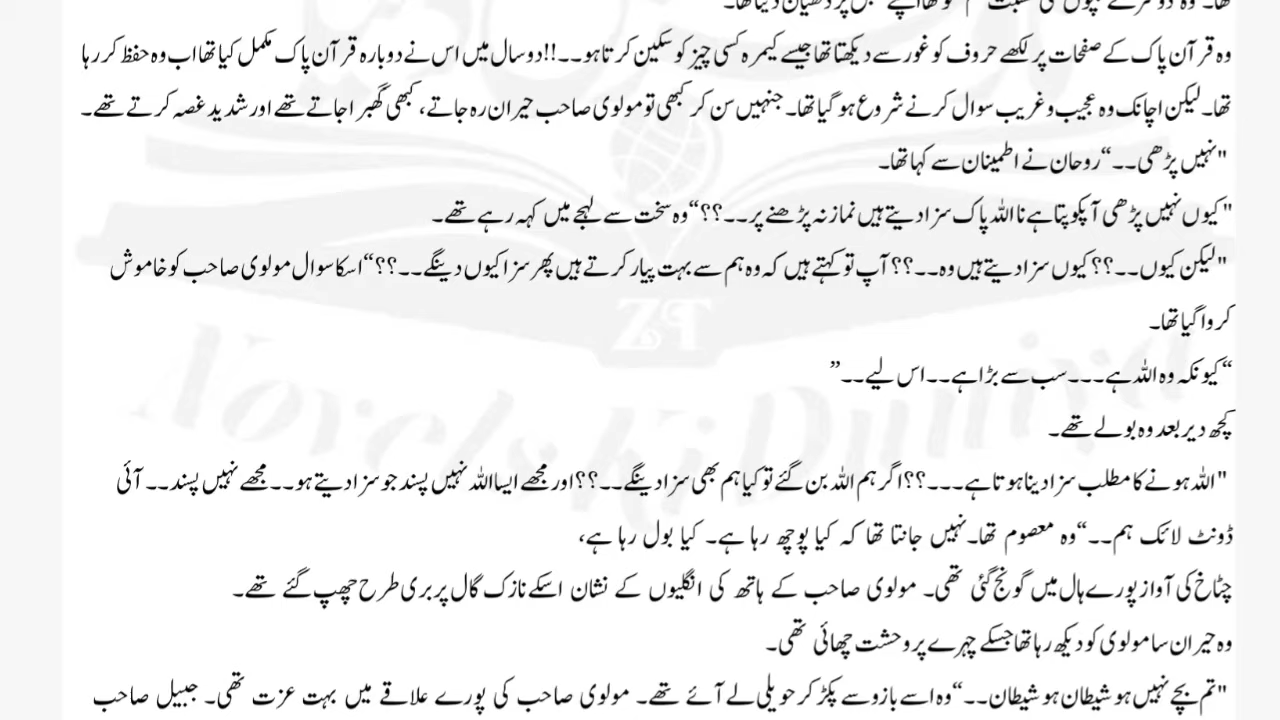 تھا۔ وہ دوسرے بچوں کی نسبت
وہ قرآن پاک کے صفحات پر لکھے حروف کو غور سے دیکھتا تھا جیسے کیمرہ کسی چیز کو سکین کرتا ہو۔۔!! دو سال میں اس نے دوبارہ قرآن پاک مکمل کیا تھا اب وہ حفظ کر رہا
تھا۔ لیکن اچانک وہ عجیب و غریب سوال کرنے شروع ہو گیا تھا۔ جنہیں سن کر کبھی تو مولوی صاحب حیران رہ جاتے، کبھی گھبرا جاتے تھے اور شدید غصہ کرتے تھے۔
"نہیں پڑھی۔۔“ روحان نے اطمینان سے کہا تھا۔
"کیوں نہیں پڑھی آپکو پتا ہے نا اللہ پاک سزا دیتے ہیں نماز نہ پڑھنے پر۔۔؟؟“ وہ سخت سے لہجے میں کہہ رہے تھے۔
"لیکن کیوں۔۔؟؟ کیوں سزا دیتے ہیں وہ۔۔؟؟ آپ تو کہتے ہیں کہ وہ ہم سے بہت پیار کرتے ہیں پھر سزا کیوں دینگے۔۔؟؟“ اسکا سوال مولوی صاحب کو خاموش
کروا گیا تھا۔
“کیونکہ وہ اللہ ہے۔۔۔ سب سے بڑا ہے۔۔ اس لیے۔۔”
کچھ دیر بعد وہ بولے تھے۔
"اللہ ہونے کا مطلب سزا دینا ہوتا ہے۔۔۔؟؟ اگر ہم اللہ بن گئے تو کیا ہم بھی سزا دینگے۔۔؟؟ اور مجھے ایسا اللہ نہیں پسند جو سزا دیتے ہو۔۔ مجھے نہیں پسند۔۔ آئی
ڈونٹ لائک ہم۔۔“ وہ معصوم تھا۔ نہیں جانتا تھا کہ کیا پوچھ رہا ہے۔ کیا بول رہا ہے،
چٹاخ کی آواز پورے ہال میں گونج گئی تھی۔ مولوی صاحب کے ہاتھ کی انگلیوں کے نشان اسکے نازک گال پر بری طرح چھپ گئے تھے۔
وہ حیران سا مولوی کو دیکھ رہا تھا جسکے چہرے پر وحشت چھائی تھی۔
"تم بچے نہیں ہو شیطان ہو شیطان۔۔“ وہ اسے بازو سے پکڑ کر حویلی لے آئے تھے۔ مولوی صاحب کی پورے علاقے میں بہت عزت تھی۔ جبیل صاحب
Novels Ki Duniya